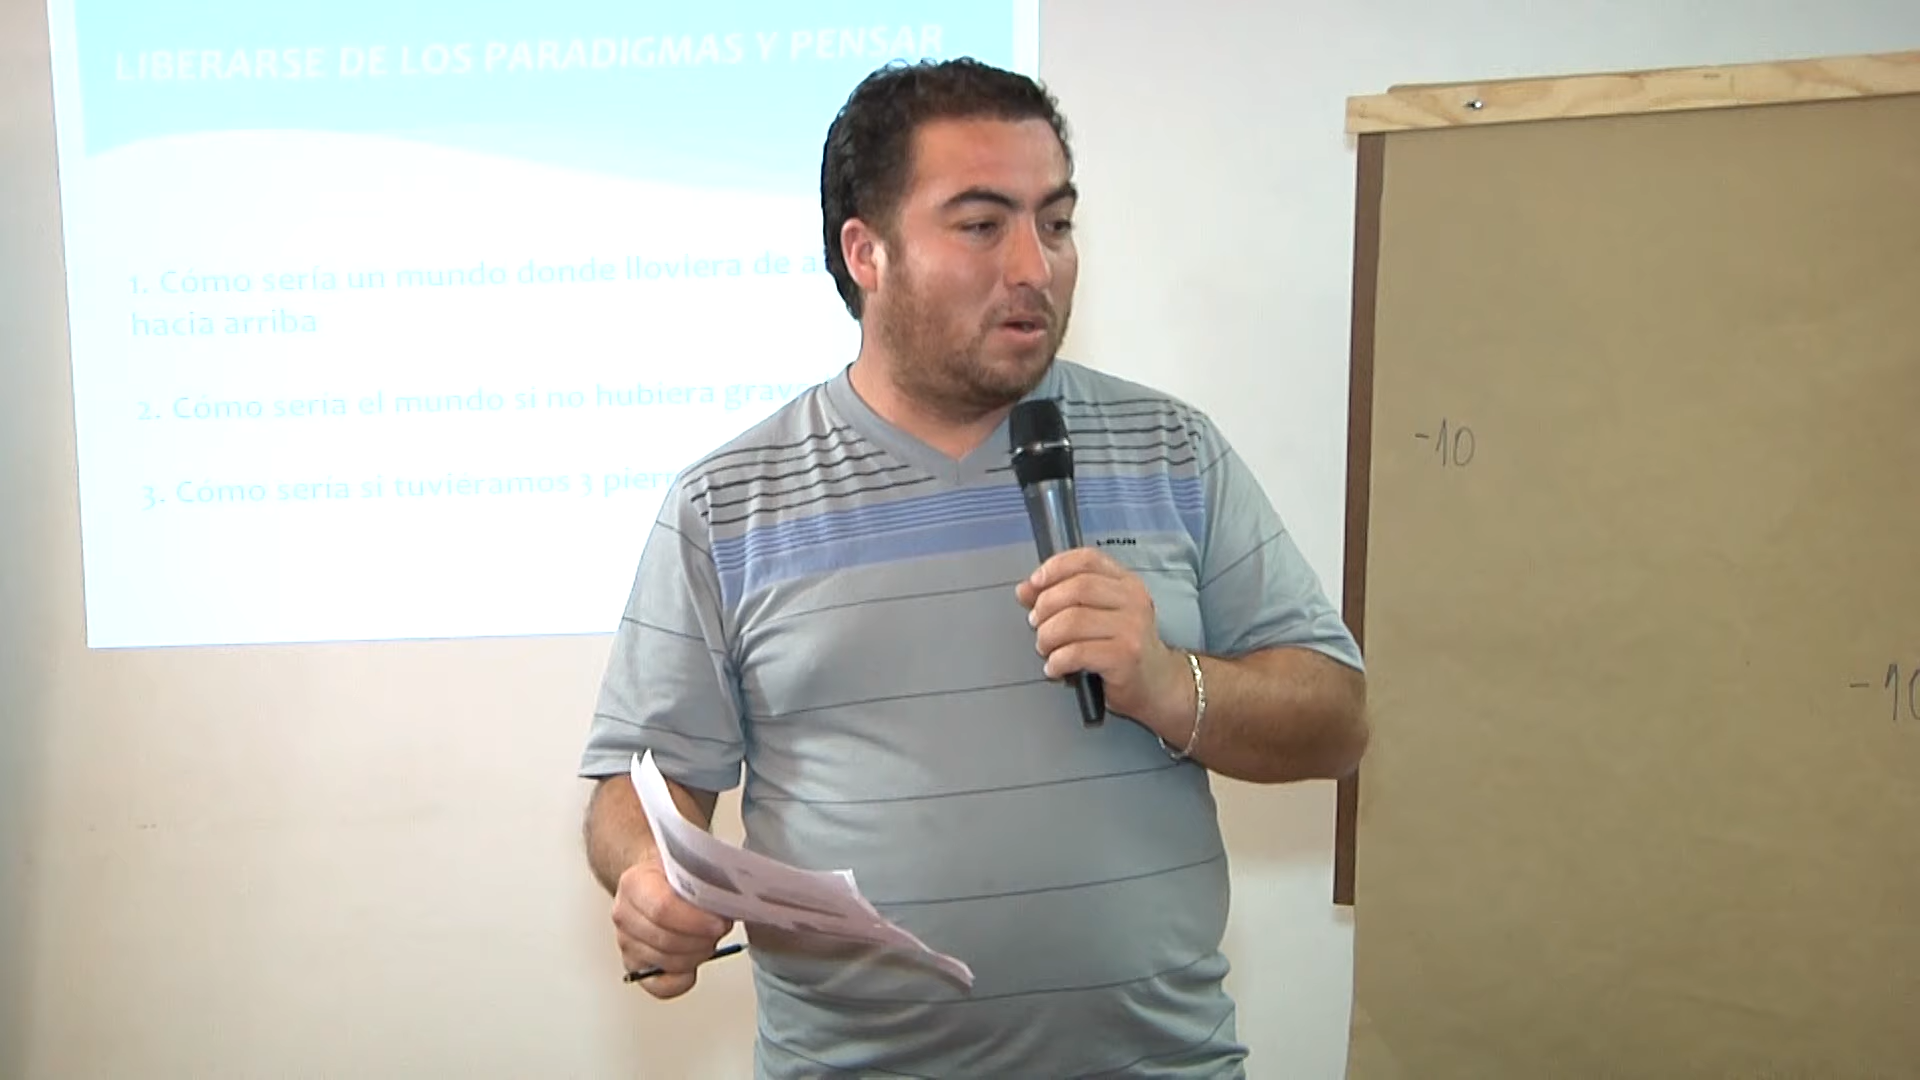 LIBERARSE DE LOS PARADIGMAS Y PENSAR
1. Cómo sería un mundo donde lloviera de
hacia arriba
2. Cómo sería el mundo si no hubiera
3. Cómo sería si tuviéramos 3
-10
-10